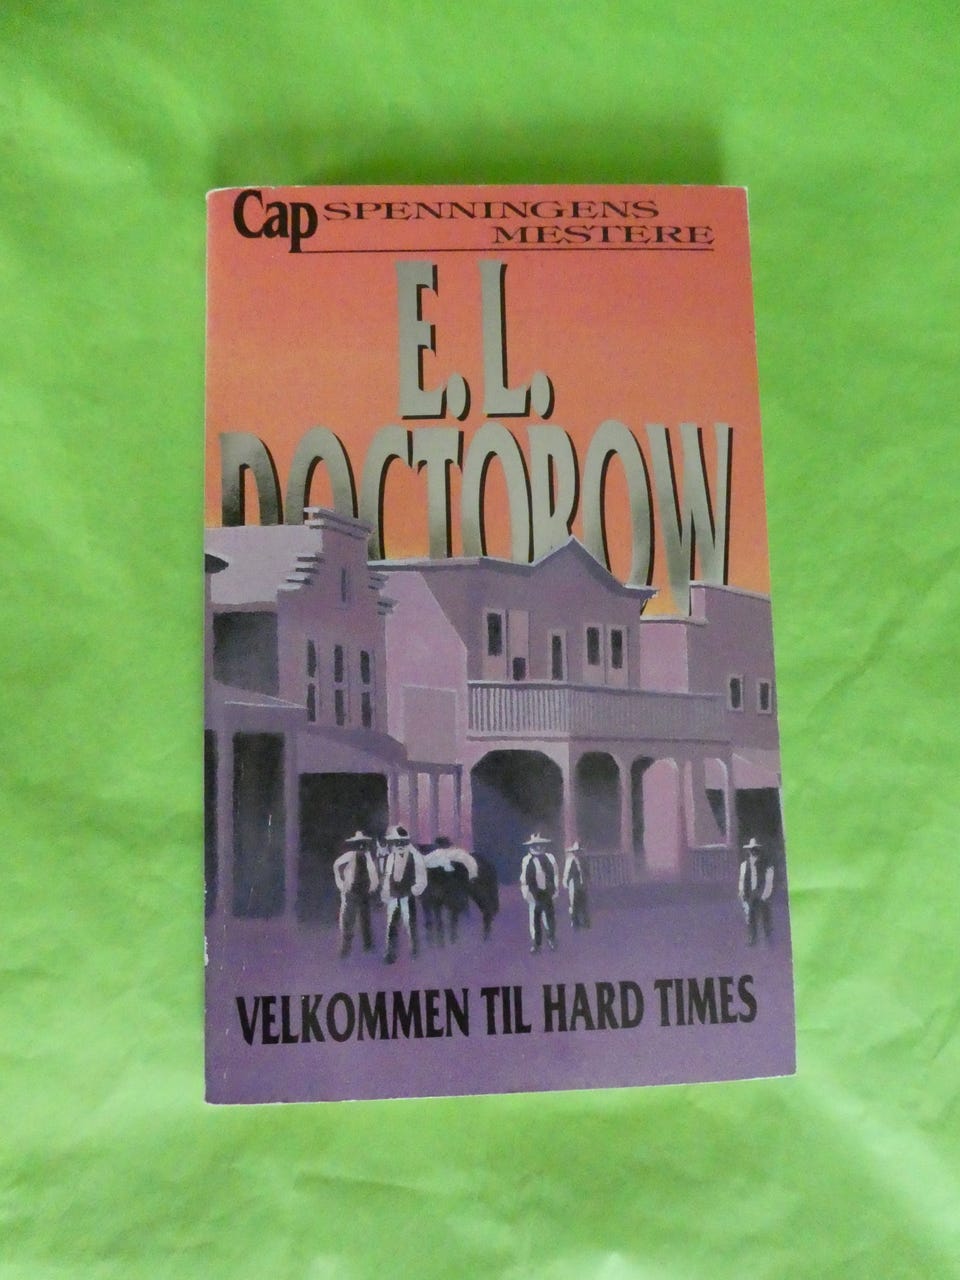 Cap SPENNINGENS
MESTERE
E. L.
DOCTOROW
VELKOMMEN TIL HARD TIMES